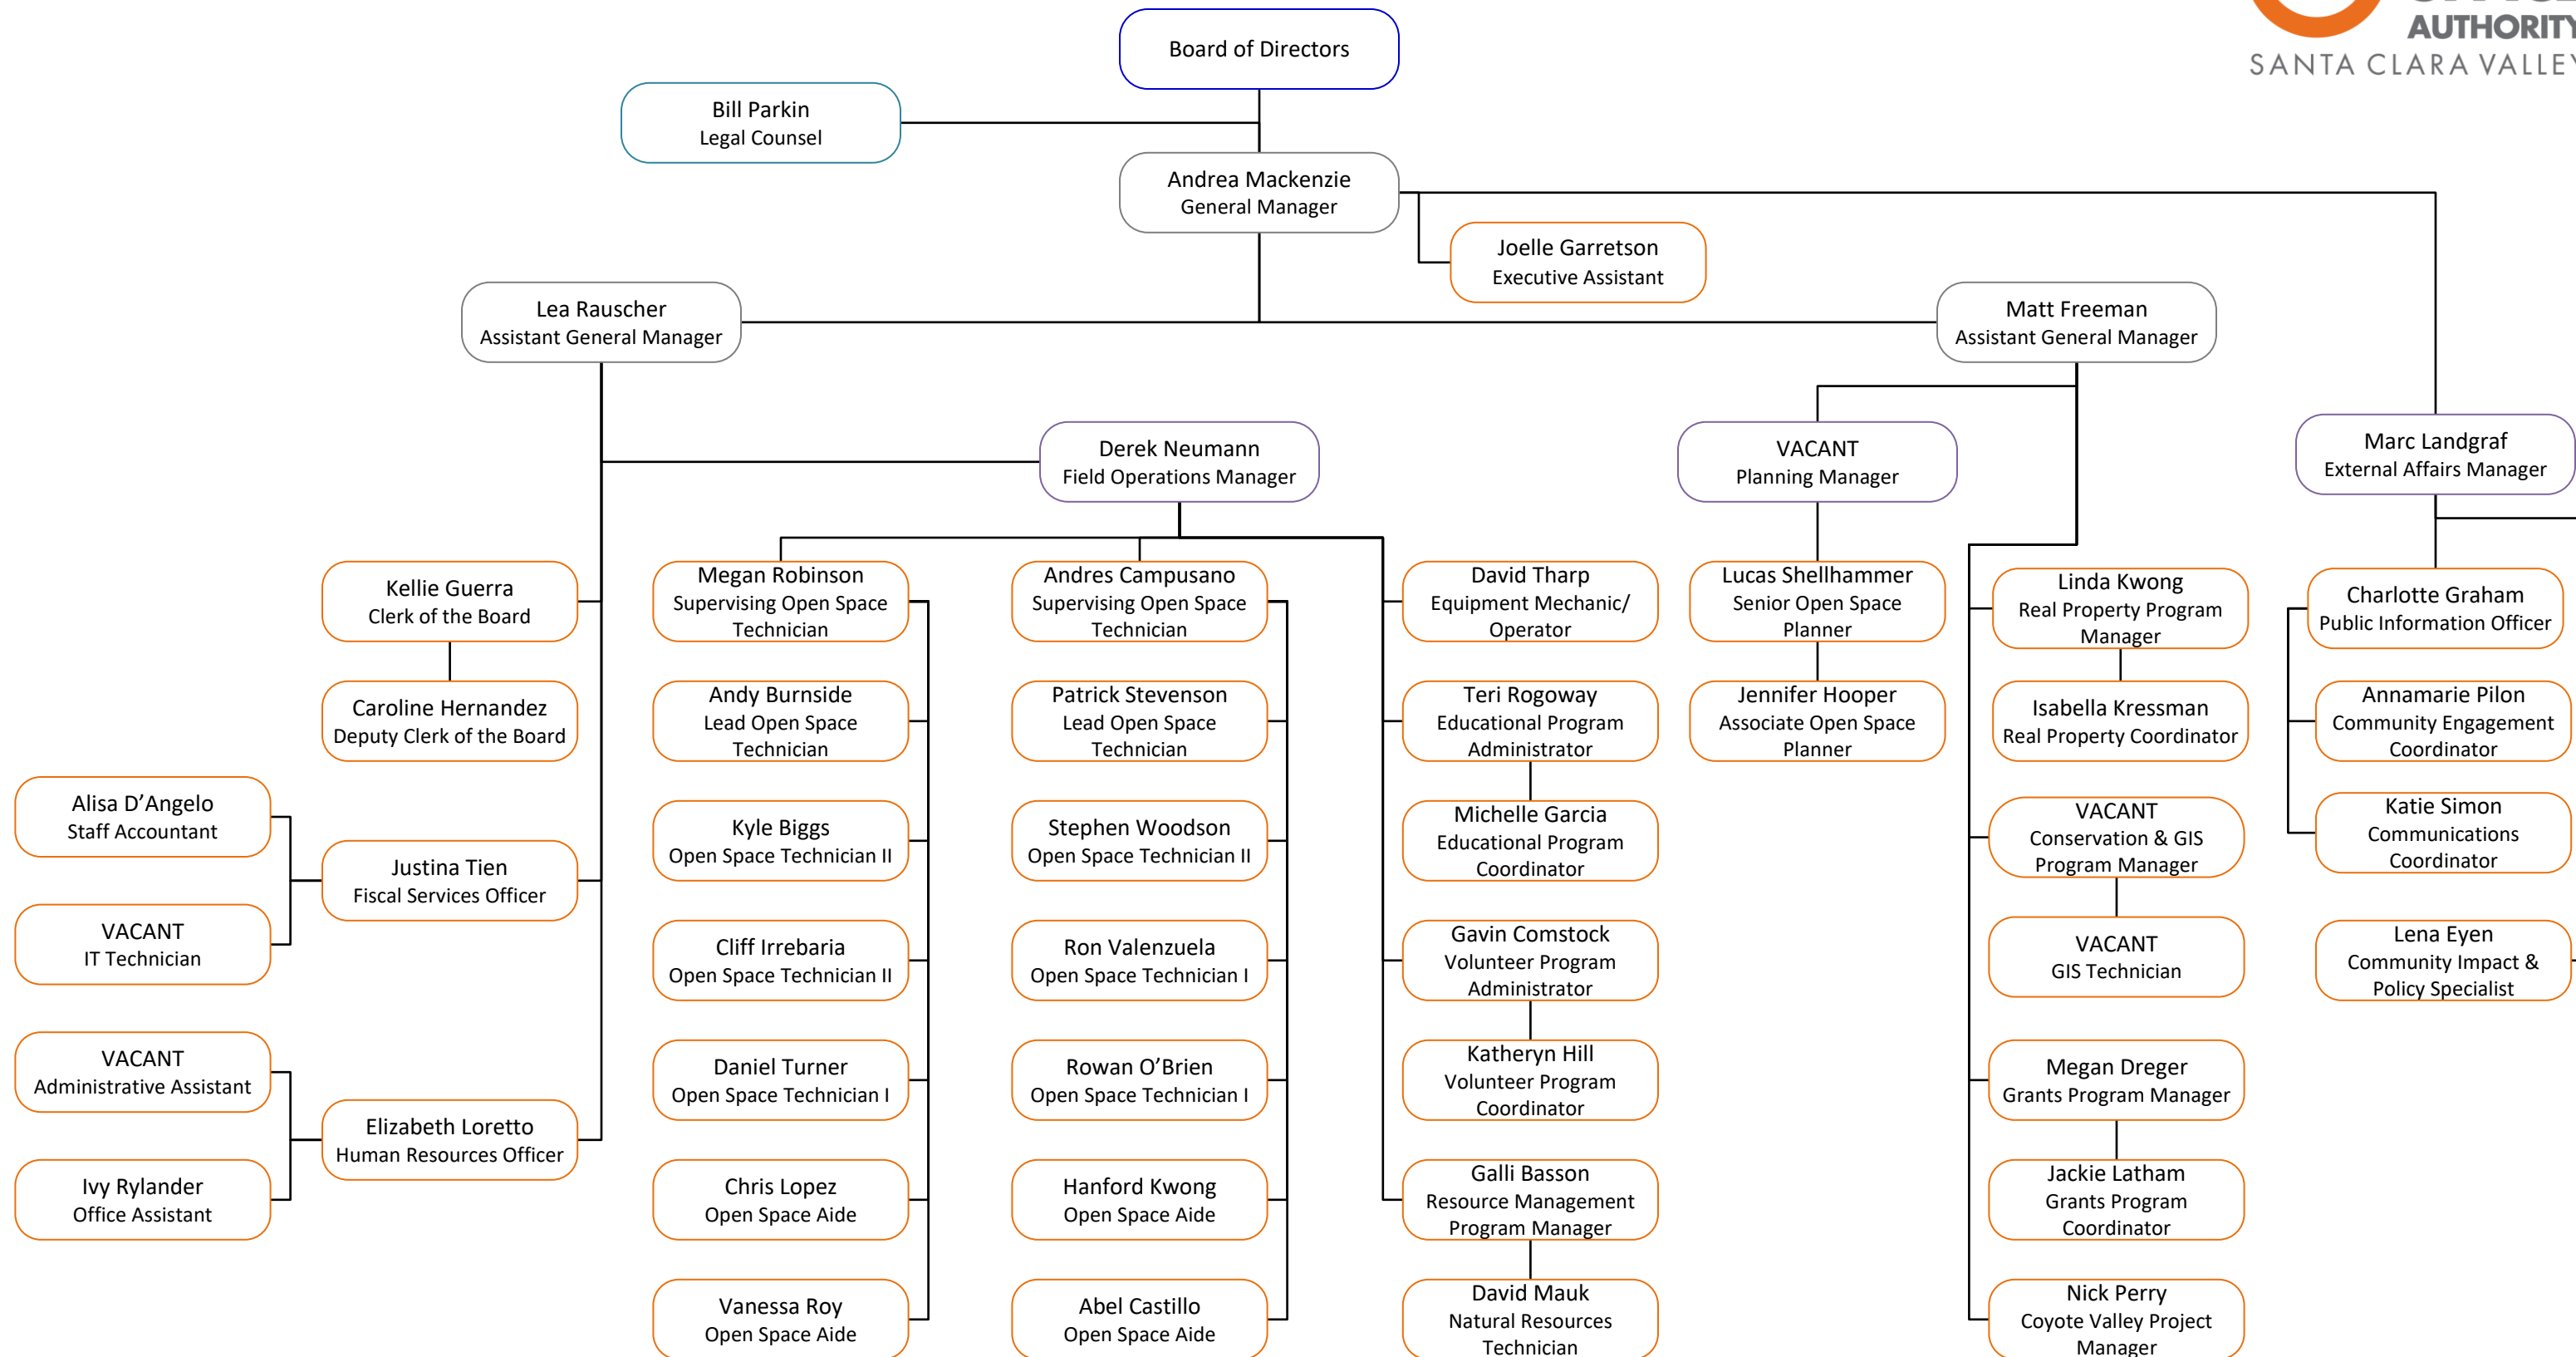 AUTHORITY
SANTA CLARA VALLEY
Board of Directors
Bill Parkin
Legal Counsel
Andrea Mackenzie
General Manager
Joelle Garretson
Executive Assistant
Lea Rauscher
Assistant General Manager
Matt Freeman
Assistant General Manager
Derek Neumann
Field Operations Manager
VACANT
Planning Manager
Marc Landgraf
External Affairs Manager
Kellie Guerra
Clerk of the Board
Caroline Hernandez
Deputy Clerk of the Board
Alisa D’Angelo
Staff Accountant
VACANT
IT Technician
Justina Tien
Fiscal Services Officer
VACANT
Administrative Assistant
Ivy Rylander
Office Assistant
Elizabeth Loretto
Human Resources Officer
Megan Robinson
Supervising Open Space
Technician
Andy Burnside
Lead Open Space
Technician
Kyle Biggs
Open Space Technician II
Cliff Irrebaria
Open Space Technician II
Daniel Turner
Open Space Technician I
Chris Lopez
Open Space Aide
Vanessa Roy
Open Space Aide
Andres Campusano
Supervising Open Space
Technician
Patrick Stevenson
Lead Open Space
Technician
Stephen Woodson
Open Space Technician II
Ron Valenzuela
Open Space Technician I
Rowan O’Brien
Open Space Technician I
Hanford Kwong
Open Space Aide
Abel Castillo
Open Space Aide
David Tharp
Equipment Mechanic/
Operator
Teri Rogoway
Educational Program
Administrator
Michelle Garcia
Educational Program
Coordinator
Gavin Comstock
Volunteer Program
Administrator
Katheryn Hill
Volunteer Program
Coordinator
Galli Basson
Resource Management
Program Manager
David Mauk
Natural Resources
Technician
Lucas Shellhammer
Senior Open Space
Planner
Jennifer Hooper
Associate Open Space
Planner
Linda Kwong
Real Property Program
Manager
Isabella Kressman
Real Property Coordinator
VACANT
Conservation & GIS
Program Manager
VACANT
GIS Technician
Megan Dreger
Grants Program Manager
Jackie Latham
Grants Program
Coordinator
Nick Perry
Coyote Valley Project
Manager
Charlotte Graham
Public Information Officer
Annamarie Pilon
Community Engagement
Coordinator
Katie Simon
Communications
Coordinator
Lena Eyen
Community Impact &
Policy Specialist